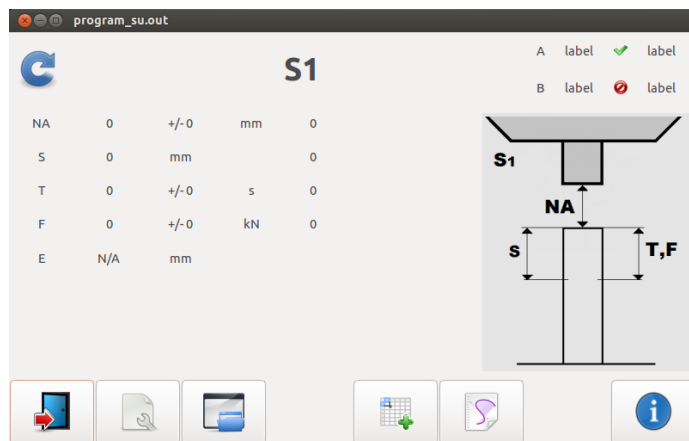 program_su.out
S1
A label label
B label label
NA 0 +/- 0 mm 0
S 0 mm 0
T 0 +/- 0 s 0
F 0 +/- 0 kN 0
E N/A mm
S1
NA
S
T,F